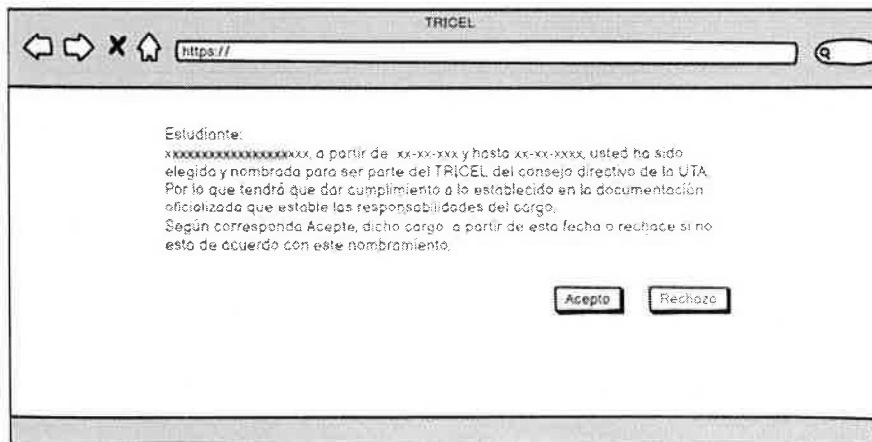 TRICEL
https://
Estudiante:
xxxxxxxxxxxxxxxxxxxx, a partir de xx-xx-xxx y hasta xx-xx-xxxx, usted ha sido
elegida y nombrada para ser parte del TRICEL del consejo directivo de la UTA.
Por lo que tendrá que dar cumplimiento a lo establecido en la documentación
oficializada que estable las responsabilidades del cargo.
Según corresponda Acepte, dicho cargo a partir de esta fecha o rechace si no
esta de acuerdo con este nombramiento.
Acepto
Rechazo